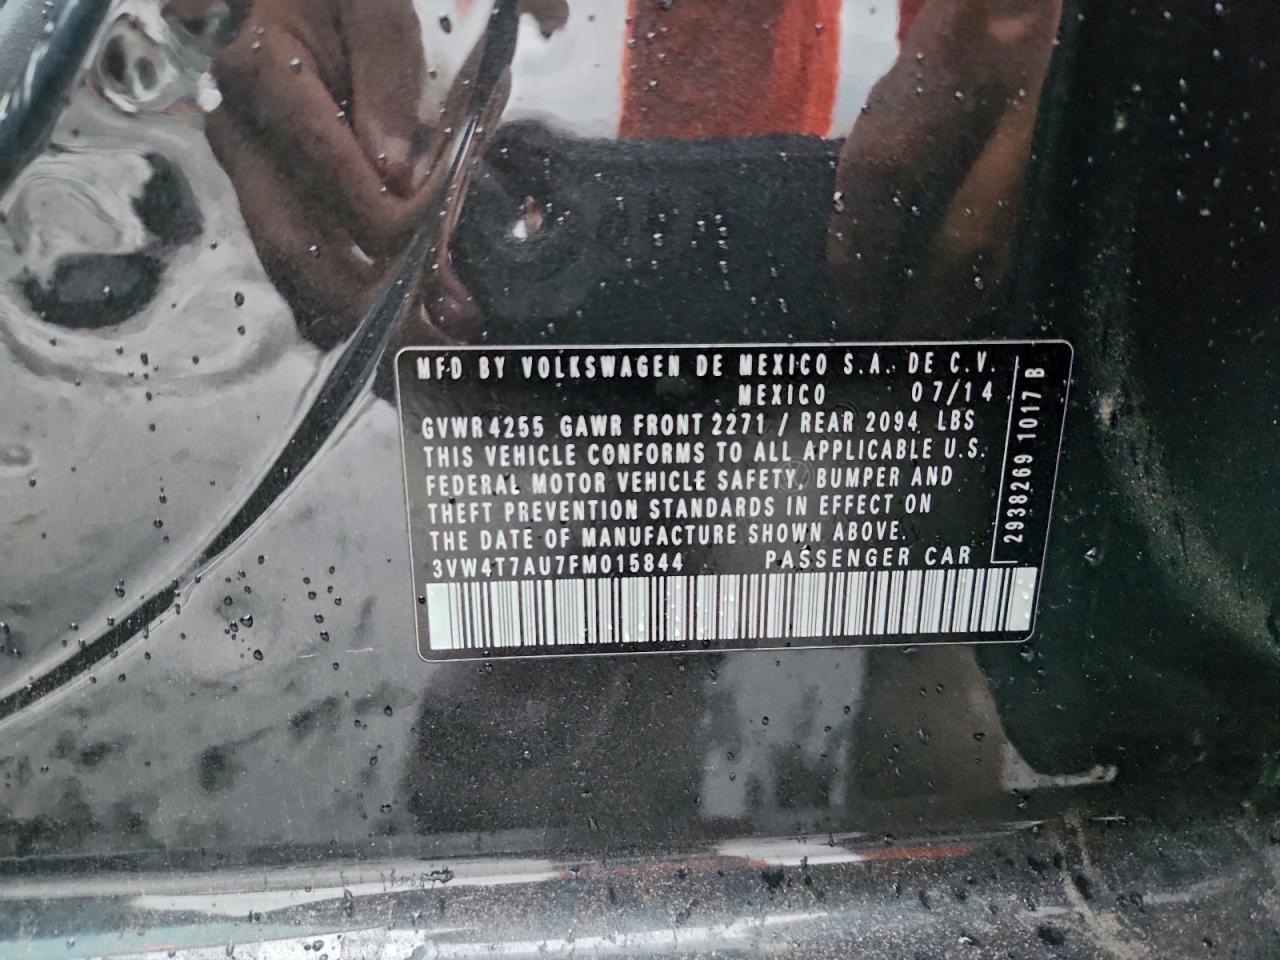 MFD BY VOLKSWAGEN DE MEXICO S.A. DE C.V.
MEXICO 07/14
GVWR 4255 GAWR FRONT 2271 / REAR 2094 LBS
THIS VEHICLE CONFORMS TO ALL APPLICABLE U.S.
FEDERAL MOTOR VEHICLE SAFETY, BUMPER AND
THEFT PREVENTION STANDARDS IN EFFECT ON
THE DATE OF MANUFACTURE SHOWN ABOVE.
3VW4T7AU7FM015844 PASSENGER CAR
2938269 1017 B